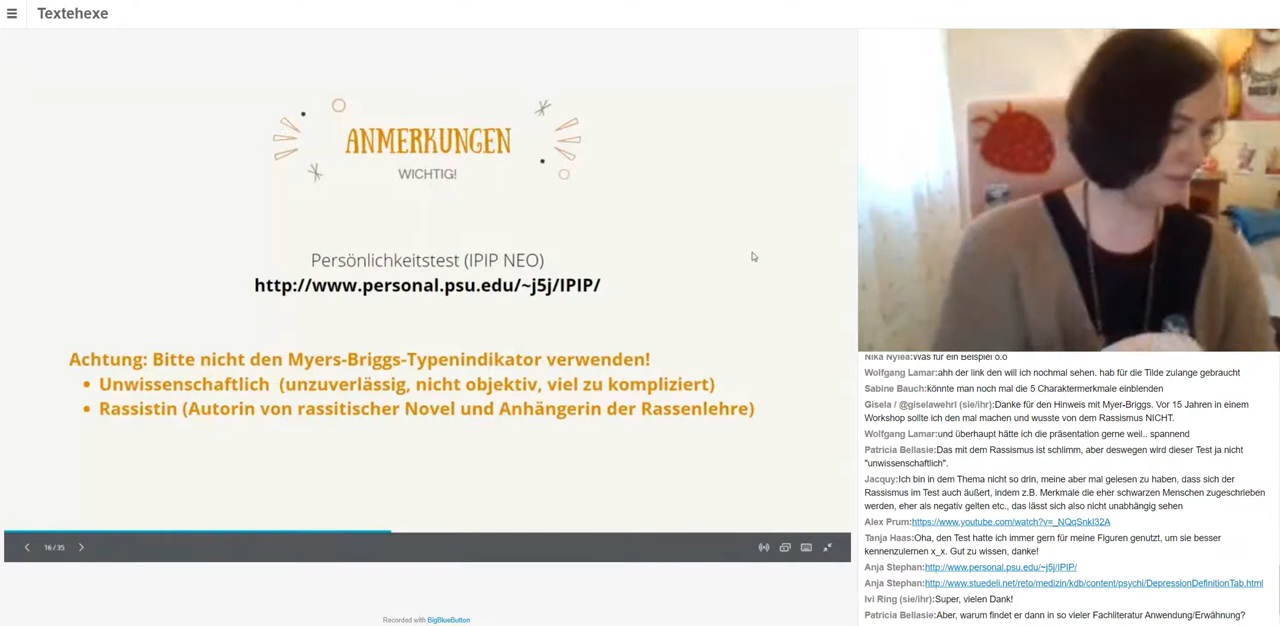 Textehexe
ANMERKUNGEN
WICHTIG!
Persönlichkeitstest (IPIP NEO)
http://www.personal.psu.edu/~j5j/IPIP/
Achtung: Bitte nicht den Myers-Briggs-Typenindikator verwenden!
• Unwissenschaftlich (unzuverlässig, nicht objektiv, viel zu kompliziert)
• Rassistin (Autorin von rassitischer Novel und Anhängerin der Rassenlehre)
16/35
Recorded with BigBlueButton
Nika Nylea:Was für ein Beispiel o.o
Wolfgang Lamar:ahh der link den will ich nochmal sehen. hab für die Tilde zulange gebraucht
Sabine Bauch:könnte man noch mal die 5 Charaktermerkmale einblenden
Gisela / @giselawehrl (sie/ihr):Danke für den Hinweis mit Myer-Briggs. Vor 15 Jahren in einem
Workshop sollte ich den mal machen und wusste von dem Rassismus NICHT.
Wolfgang Lamar:und überhaupt hätte ich die präsentation gerne weil.. spannend
Patricia Bellasie:Das mit dem Rassismus ist schlimm, aber deswegen wird dieser Test ja nicht
"unwissenschaftlich".
Jacquy:Ich bin in dem Thema nicht so drin, meine aber mal gelesen zu haben, dass sich der
Rassismus im Test auch äußert, indem z.B. Merkmale die eher schwarzen Menschen zugeschrieben
werden, eher als negativ gelten etc., das lässt sich also nicht unabhängig sehen
Alex Prum:https://www.youtube.com/watch?v=_NQqSnkI32A
Tanja Haas:Oha, den Test hatte ich immer gern für meine Figuren genutzt, um sie besser
kennenzulernen x_x. Gut zu wissen, danke!
Anja Stephan:http://www.personal.psu.edu/~j5j/IPIP/
Anja Stephan:http://www.stuedeli.net/reto/medizin/kdb/content/psychi/DepressionDefinitionTab.html
Ivi Ring (sie/ihr):Super, vielen Dank!
Patricia Bellasie:Aber, warum findet er dann in so vieler Fachliteratur Anwendung/Erwähnung?